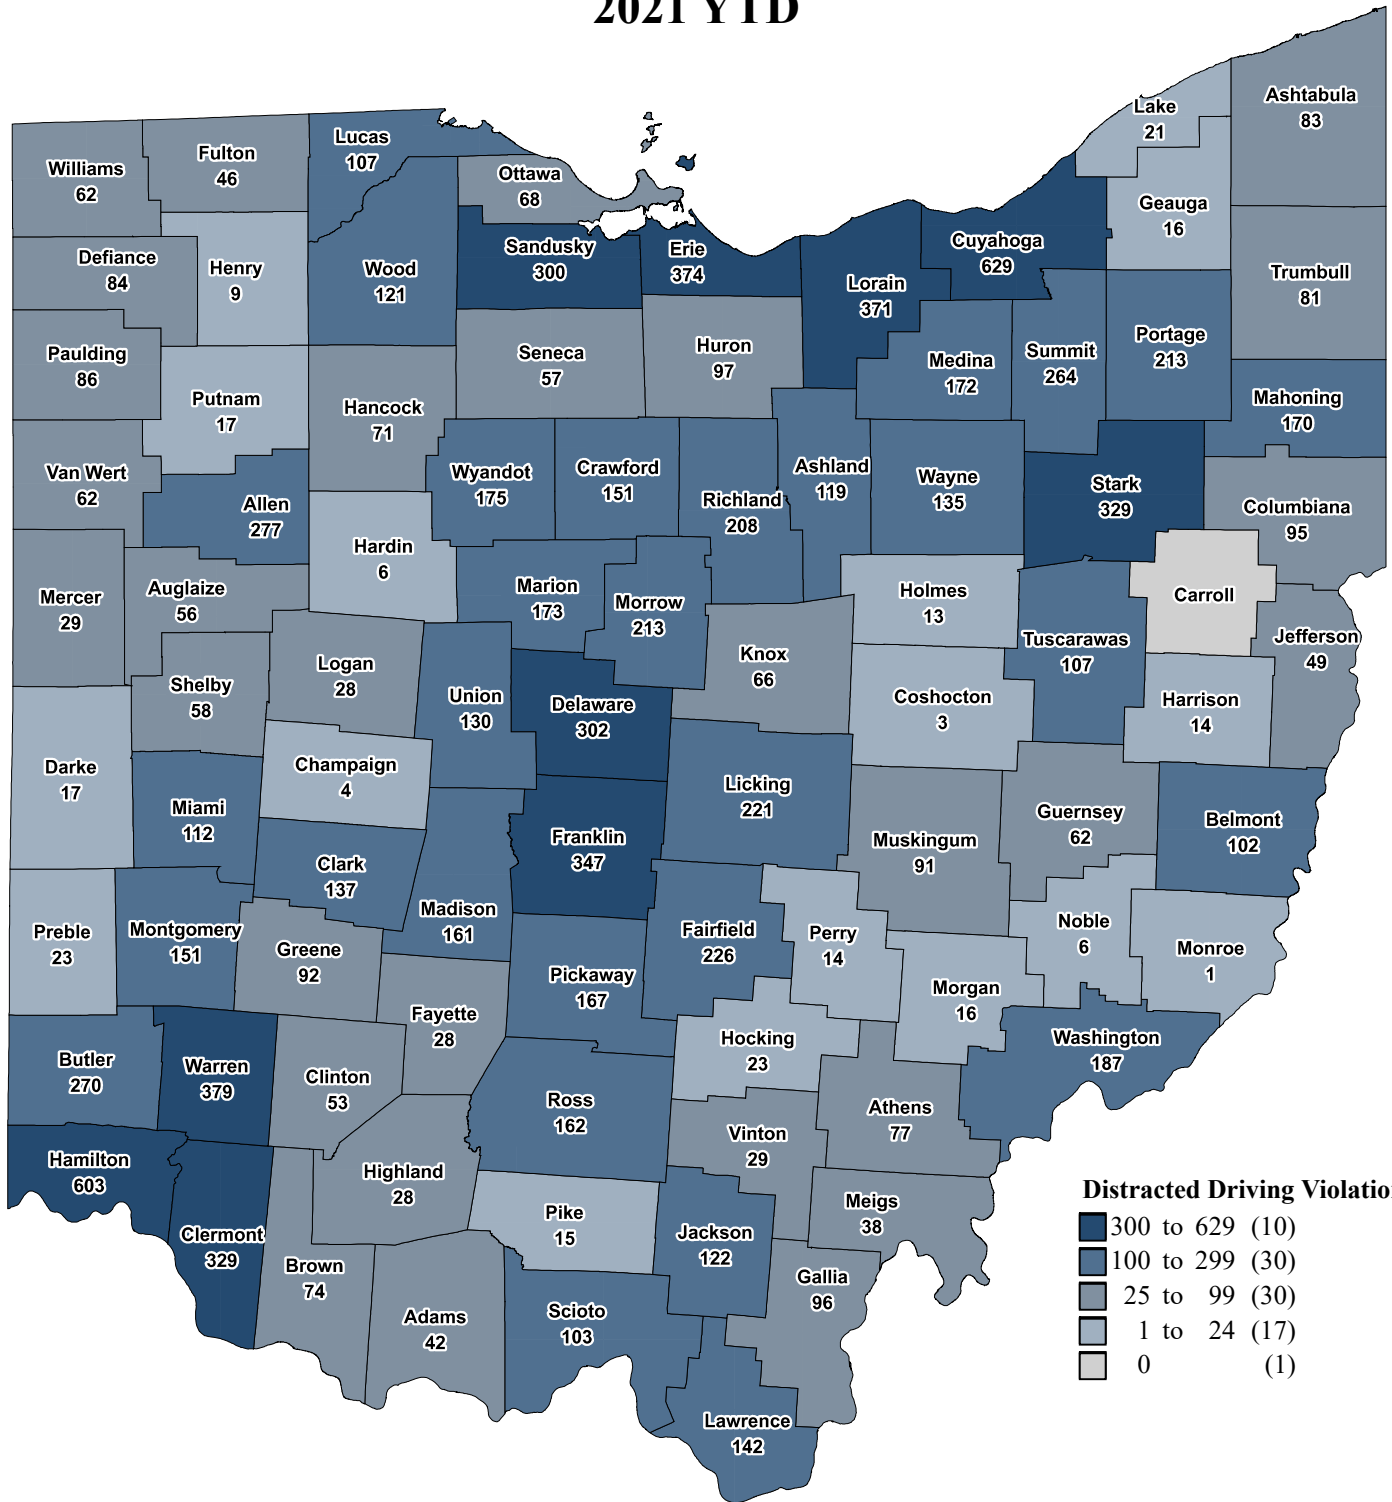 2021 YTD
Lake
21
Ashtabula
83
Lucas
107
Williams
62
Fulton
46
Ottawa
68
Geauga
16
Defiance
84
Henry
9
Wood
121
Sandusky
300
Erie
374
Lorain
371
Cuyahoga
629
Trumbull
81
Paulding
86
Putnam
17
Hancock
71
Seneca
57
Huron
97
Medina
172
Summit
264
Portage
213
Mahoning
170
Van Wert
62
Allen
277
Wyandot
175
Crawford
151
Richland
208
Ashland
119
Wayne
135
Stark
329
Columbiana
95
Mercer
29
Auglaize
56
Hardin
6
Marion
173
Morrow
213
Holmes
13
Tuscarawas
107
Carroll
Jefferson
49
Shelby
58
Logan
28
Union
130
Delaware
302
Knox
66
Coshocton
3
Harrison
14
Darke
17
Miami
112
Champaign
4
Clark
137
Franklin
347
Licking
221
Muskingum
91
Guernsey
62
Belmont
102
Preble
23
Montgomery
151
Greene
92
Madison
161
Pickaway
167
Fairfield
226
Perry
14
Morgan
16
Noble
6
Monroe
1
Butler
270
Warren
379
Clinton
53
Fayette
28
Ross
162
Hocking
23
Athens
77
Washington
187
Hamilton
603
Clermont
329
Highland
28
Vinton
29
Meigs
38
Brown
74
Adams
42
Pike
15
Scioto
103
Jackson
122
Gallia
96
Lawrence
142
Distracted Driving Violatio
300 to 629 (10)
100 to 299 (30)
25 to 99 (30)
1 to 24 (17)
0 (1)